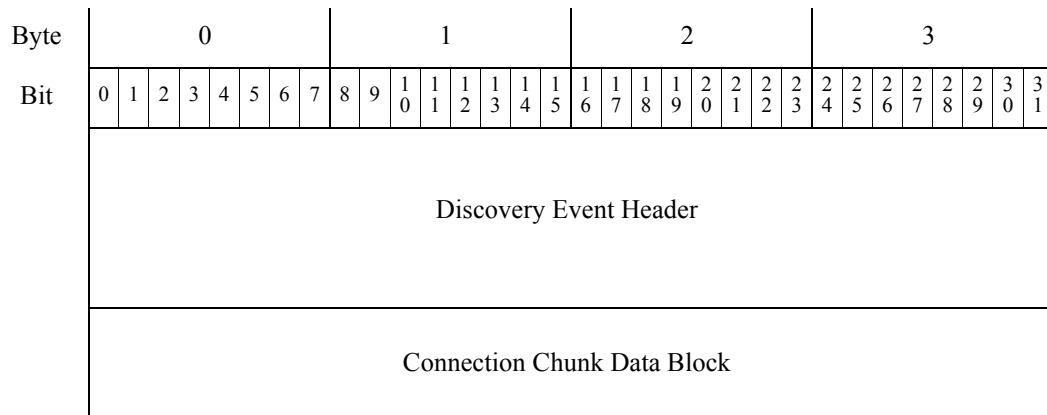 Byte 0 1 2 3
Bit 0 1 2 3 4 5 6 7 8 9 10 11 12 13 14 15 16 17 18 19 20 21 22 23 24 25 26 27 28 29 30 31
Discovery Event Header
Connection Chunk Data Block